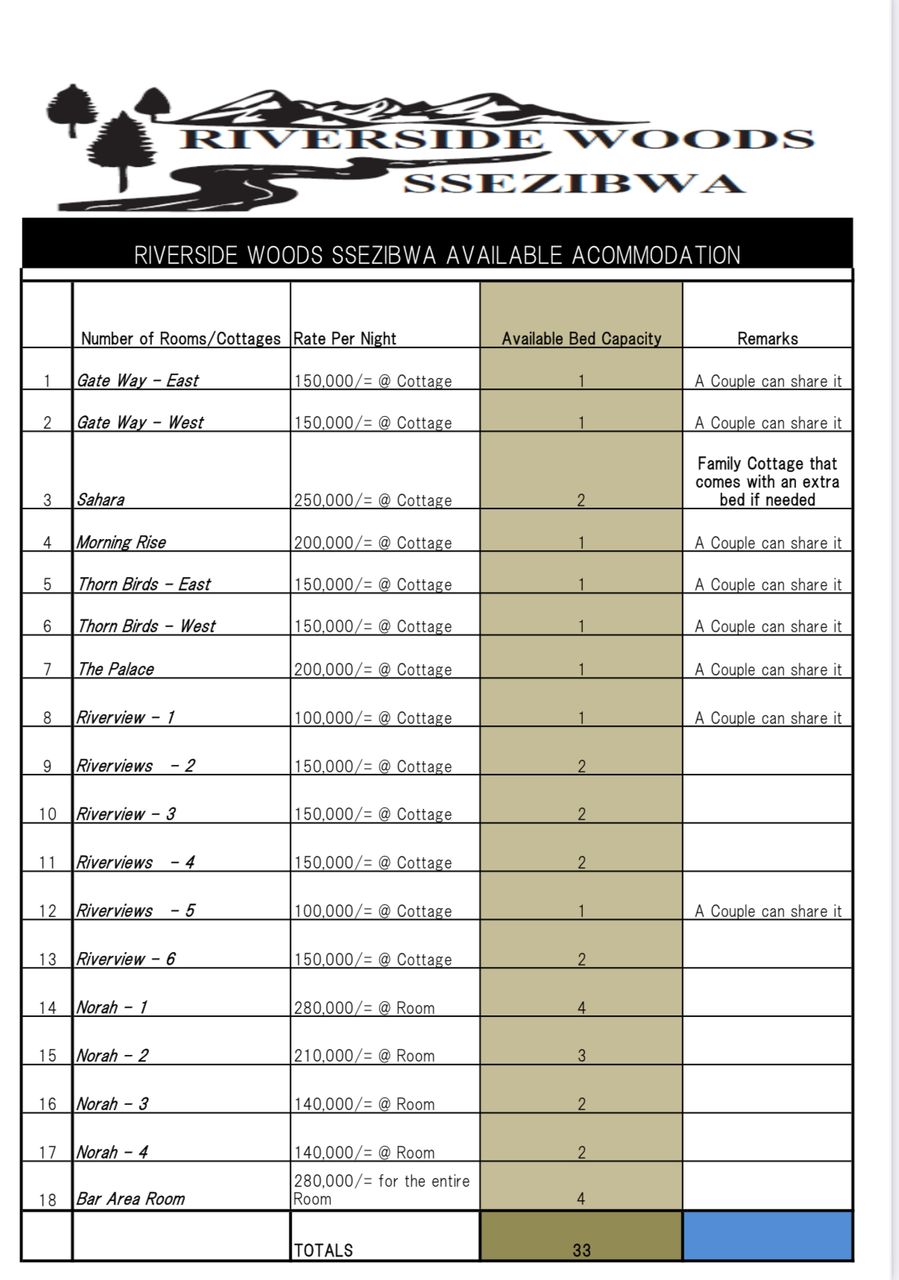 RIVERSIDE WOODS
SSEZIBWA
RIVERSIDE WOODS SSEZIBWA AVAILABLE ACOMMODATION
Number of Rooms/Cottages Rate Per Night Available Bed Capacity Remarks
1 Gate Way - East 150,000/= @ Cottage 1 A Couple can share it
2 Gate Way - West 150,000/= @ Cottage 1 A Couple can share it
Family Cottage that
comes with an extra
3 Sahara 250,000/= @ Cottage 2 bed if needed
4 Morning Rise 200,000/= @ Cottage 1 A Couple can share it
5 Thorn Birds - East 150,000/= @ Cottage 1 A Couple can share it
6 Thorn Birds - West 150,000/= @ Cottage 1 A Couple can share it
7 The Palace 200,000/= @ Cottage 1 A Couple can share it
8 Riverview - 1 100,000/= @ Cottage 1 A Couple can share it
9 Riverviews - 2 150,000/= @ Cottage 2
10 Riverview - 3 150,000/= @ Cottage 2
11 Riverviews - 4 150,000/= @ Cottage 2
12 Riverviews - 5 100,000/= @ Cottage 1 A Couple can share it
13 Riverview - 6 150,000/= @ Cottage 2
14 Norah - 1 280,000/= @ Room 4
15 Norah - 2 210,000/= @ Room 3
16 Norah - 3 140,000/= @ Room 2
17 Norah - 4 140,000/= @ Room 2
280,000/= for the entire
18 Bar Area Room Room 4
TOTALS 33